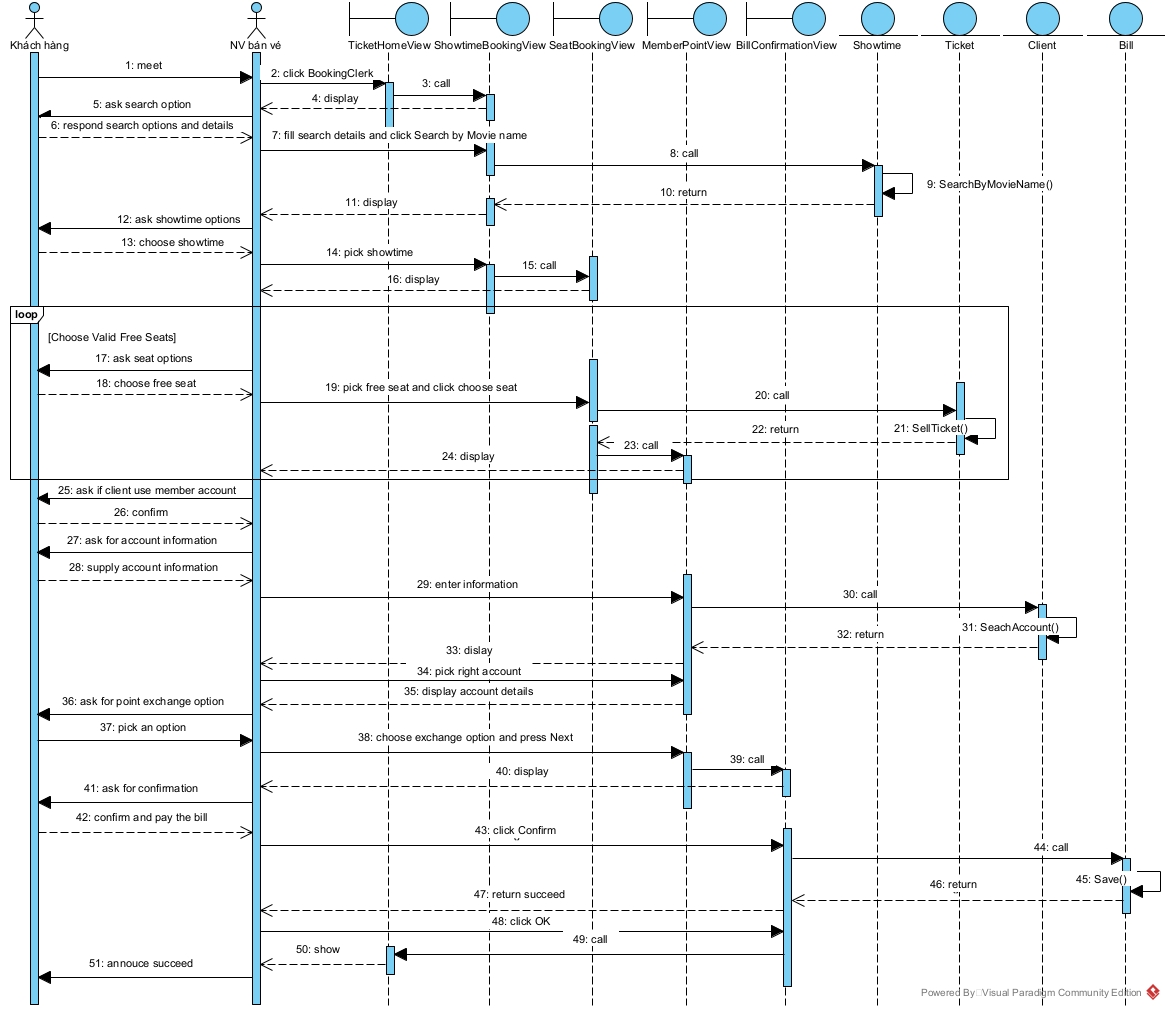 Khách hàng
NV bán vé
TicketHomeView
ShowtimeBookingView
SeatBookingView
MemberPointView
BillConfirmationView
Showtime
Ticket
Client
Bill
1: meet
2: click BookingClerk
3: call
4: display
5: ask search option
6: respond search options and details
7: fill search details and click Search by Movie name
8: call
9: SearchByMovieName()
10: return
11: display
12: ask showtime options
13: choose showtime
14: pick showtime
15: call
16: display
loop
[Choose Valid Free Seats]
17: ask seat options
18: choose free seat
19: pick free seat and click choose seat
20: call
21: SellTicket()
22: return
23: call
24: display
25: ask if client use member account
26: confirm
27: ask for account information
28: supply account information
29: enter information
30: call
31: SeachAccount()
32: return
33: dislay
34: pick right account
35: display account details
36: ask for point exchange option
37: pick an option
38: choose exchange option and press Next
39: call
40: display
41: ask for confirmation
42: confirm and pay the bill
43: click Confirm
44: call
45: Save()
46: return
47: return succeed
48: click OK
49: call
50: show
51: annouce succeed
Powered By Visual Paradigm Community Edition